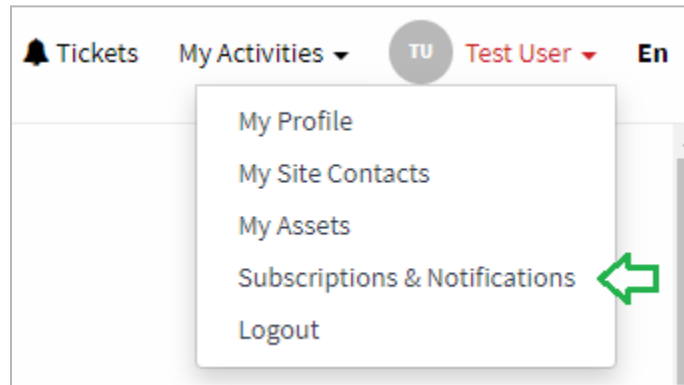 Tickets My Activities TU Test User En
My Profile
My Site Contacts
My Assets
Subscriptions & Notifications
Logout